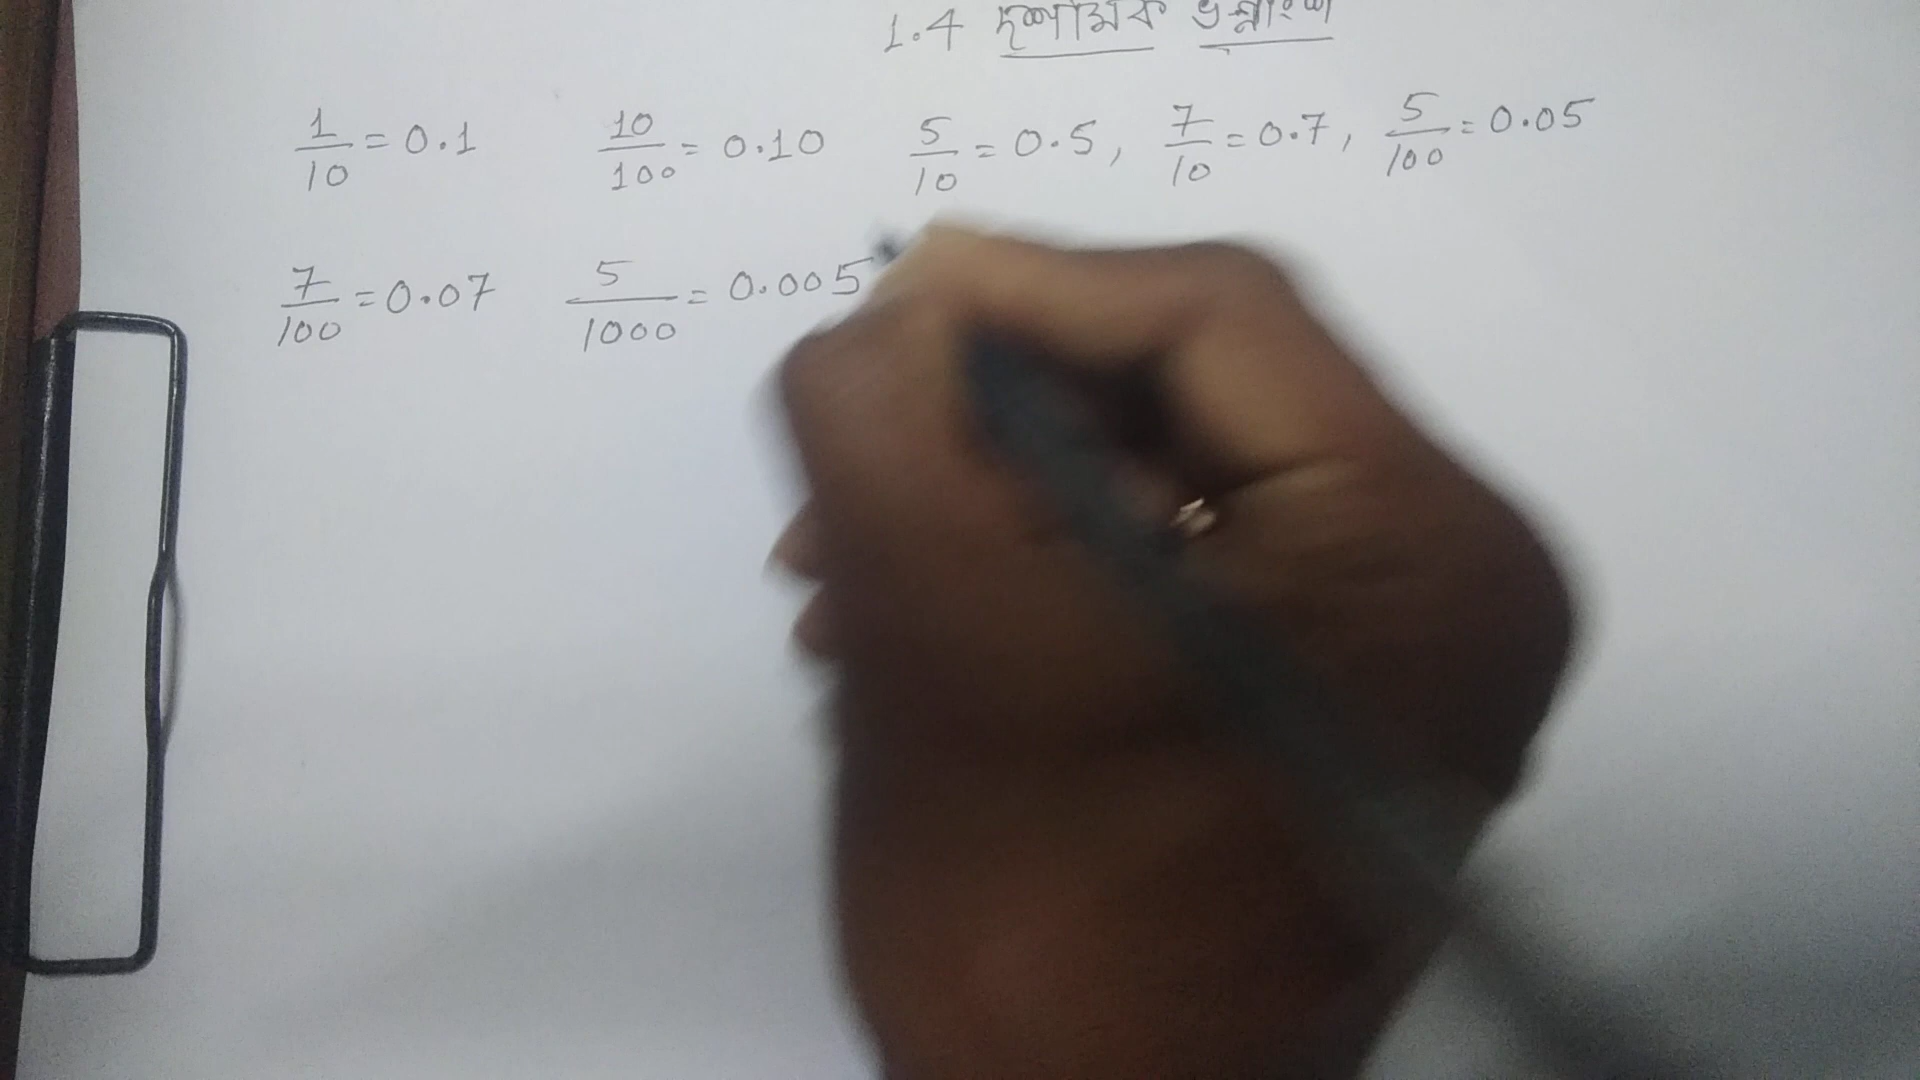 1.4 দশমিক ভগ্নাংশ
1/10 = 0.1 10/100 = 0.10 5/10 = 0.5, 7/10 = 0.7, 5/100 = 0.05
7/100 = 0.07 5/1000 = 0.005